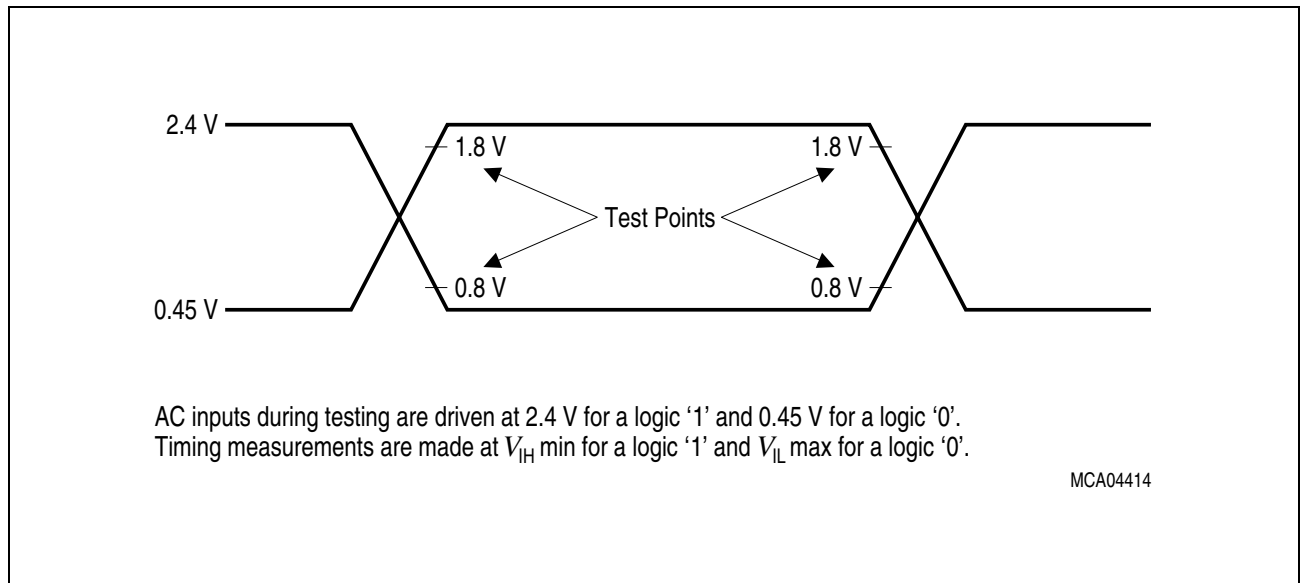 2.4 V
1.8 V
1.8 V
Test Points
0.8 V
0.8 V
0.45 V
AC inputs during testing are driven at 2.4 V for a logic ‘1’ and 0.45 V for a logic ‘0’.
Timing measurements are made at VIH min for a logic ‘1’ and VIL max for a logic ‘0’.
MCA04414